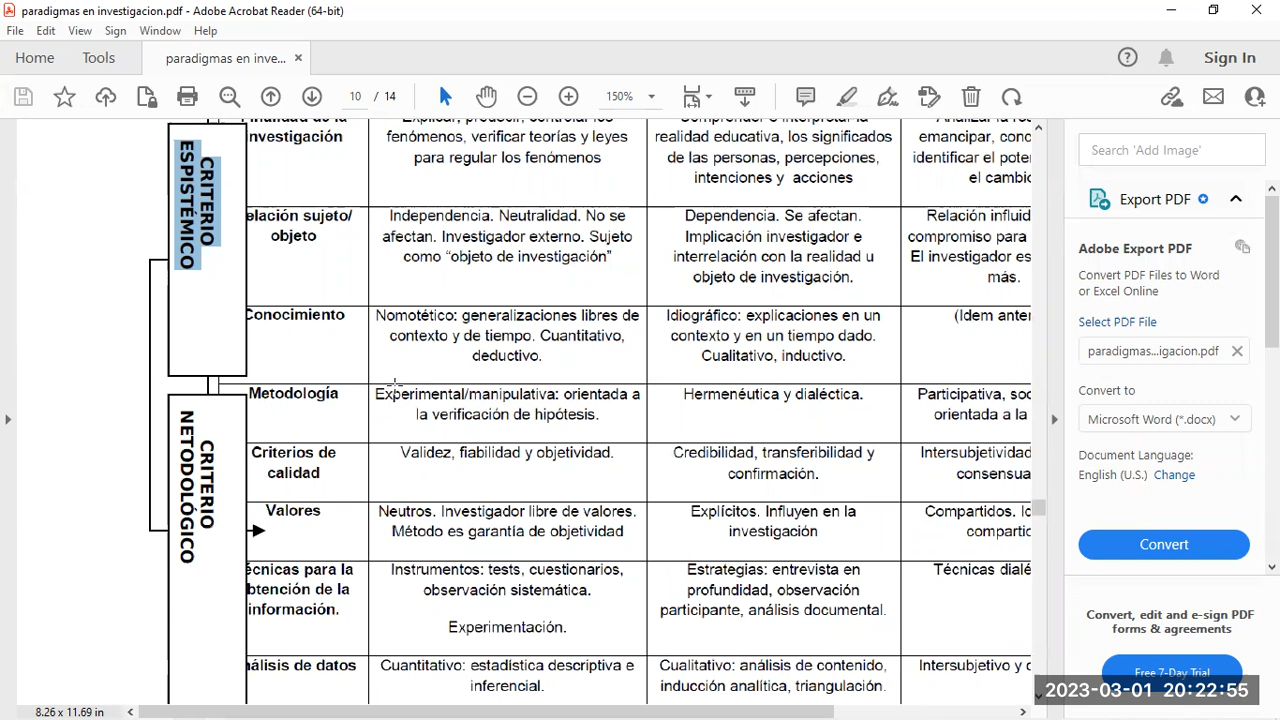 paradigmas en investigacion.pdf - Adobe Acrobat Reader (64-bit)
File Edit View Sign Window Help
Home Tools paradigmas en inve... × Sign In
10 / 14 150%
CRITERIO
ESPISTÉMICO
investigación
fenómenos, verificar teorías y leyes
para regular los fenómenos
realidad educativa, los significados
de las personas, percepciones,
intenciones y acciones
emancipar, conc
identificar el poter
el cambio
elación sujeto/
objeto
Independencia. Neutralidad. No se
afectan. Investigador externo. Sujeto
como “objeto de investigación”
Dependencia. Se afectan.
Implicación investigador e
interrelación con la realidad u
objeto de investigación.
Relación influid
compromiso para
El investigador es
más.
Conocimiento
Nomotético: generalizaciones libres de
contexto y de tiempo. Cuantitativo,
deductivo.
Idiográfico: explicaciones en un
contexto y en un tiempo dado.
Cualitativo, inductivo.
(Idem anter
CRITERIO
NETODOLÓGICO
Metodología
Experimental/manipulativa: orientada a
la verificación de hipótesis.
Hermenéutica y dialéctica.
Participativa, soc
orientada a la
Criterios de
calidad
Validez, fiabilidad y objetividad.
Credibilidad, transferibilidad y
confirmación.
Intersubjetividad
consensua
Valores
Neutros. Investigador libre de valores.
Método es garantía de objetividad
Explícitos. Influyen en la
investigación
Compartidos. Id
compartic
écnicas para la
btención de la
información.
Instrumentos: tests, cuestionarios,
observación sistemática.
Experimentación.
Estrategias: entrevista en
profundidad, observación
participante, análisis documental.
Técnicas dialé
nálisis de datos
Cuantitativo: estadística descriptiva e
inferencial.
Cualitativo: análisis de contenido,
inducción analítica, triangulación.
Intersubjetivo y d
Search 'Add Image'
Export PDF
Adobe Export PDF
Convert PDF Files to Word
or Excel Online
Select PDF File
paradigmas...igacion.pdf
Convert to
Microsoft Word (*.docx)
Document Language:
English (U.S.) Change
Convert
Convert, edit and e-sign PDF
forms & agreements
Free 7-Day Trial
2023-03-01 20:22:55
8.26 x 11.69 in